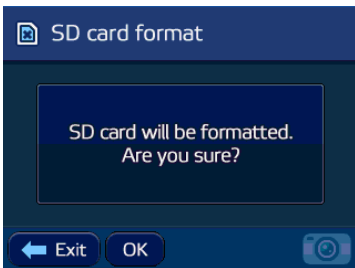 SD card format
SD card will be formatted.
Are you sure?
Exit
OK